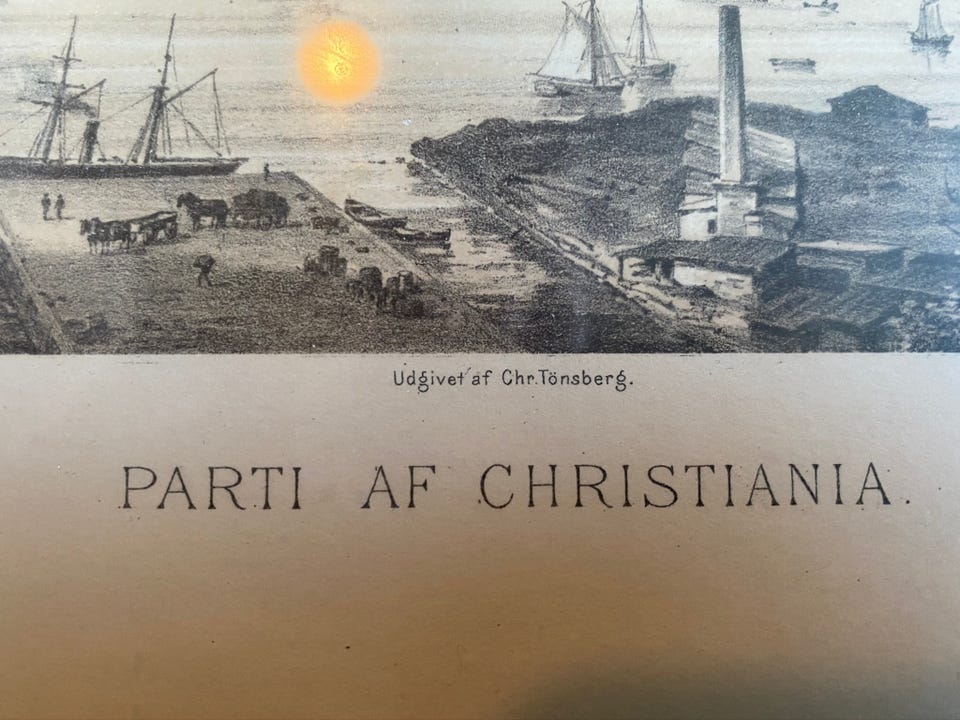 Udgivet af Chr. Tönsberg.
PARTI AF CHRISTIANIA.